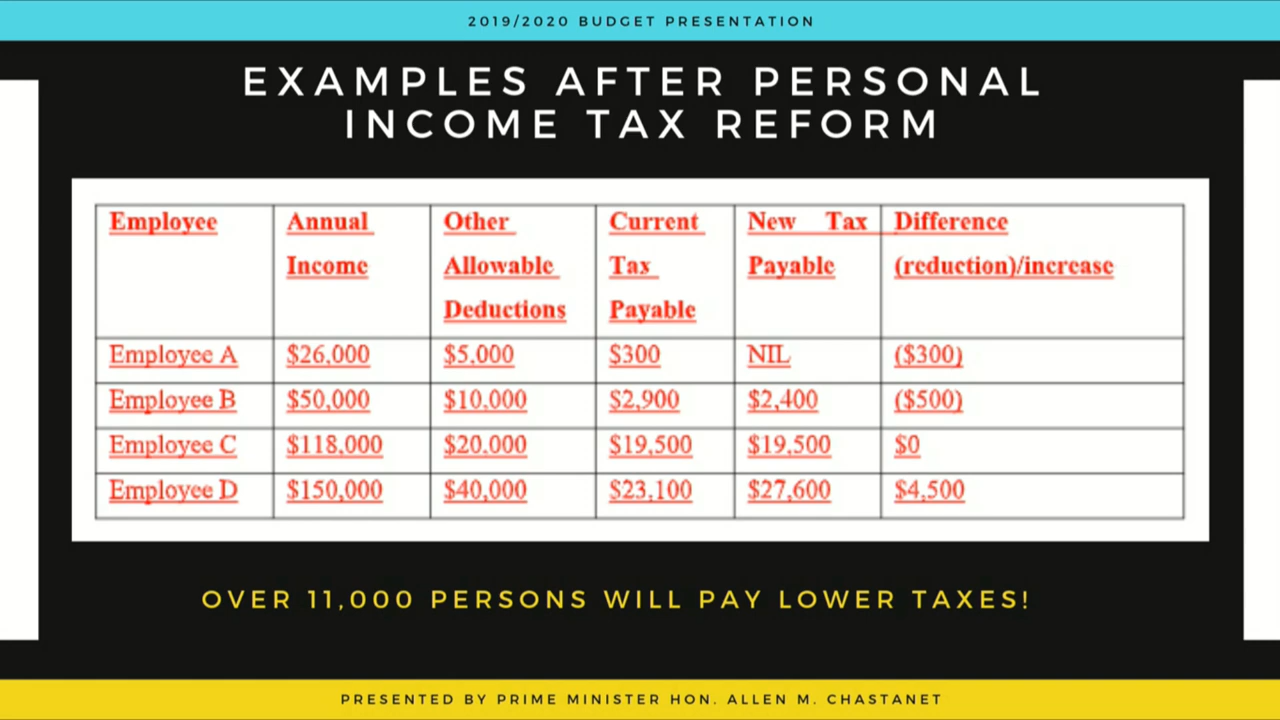 2019/2020 BUDGET PRESENTATION
EXAMPLES AFTER PERSONAL
INCOME TAX REFORM
Employee Annual Income Other Allowable Deductions Current Tax Payable New Tax Payable Difference (reduction)/increase
Employee A $26,000 $5,000 $300 NIL ($300)
Employee B $50,000 $10,000 $2,900 $2,400 ($500)
Employee C $118,000 $20,000 $19,500 $19,500 $0
Employee D $150,000 $40,000 $23,100 $27,600 $4,500
OVER 11,000 PERSONS WILL PAY LOWER TAXES!
PRESENTED BY PRIME MINISTER HON. ALLEN M. CHASTANET